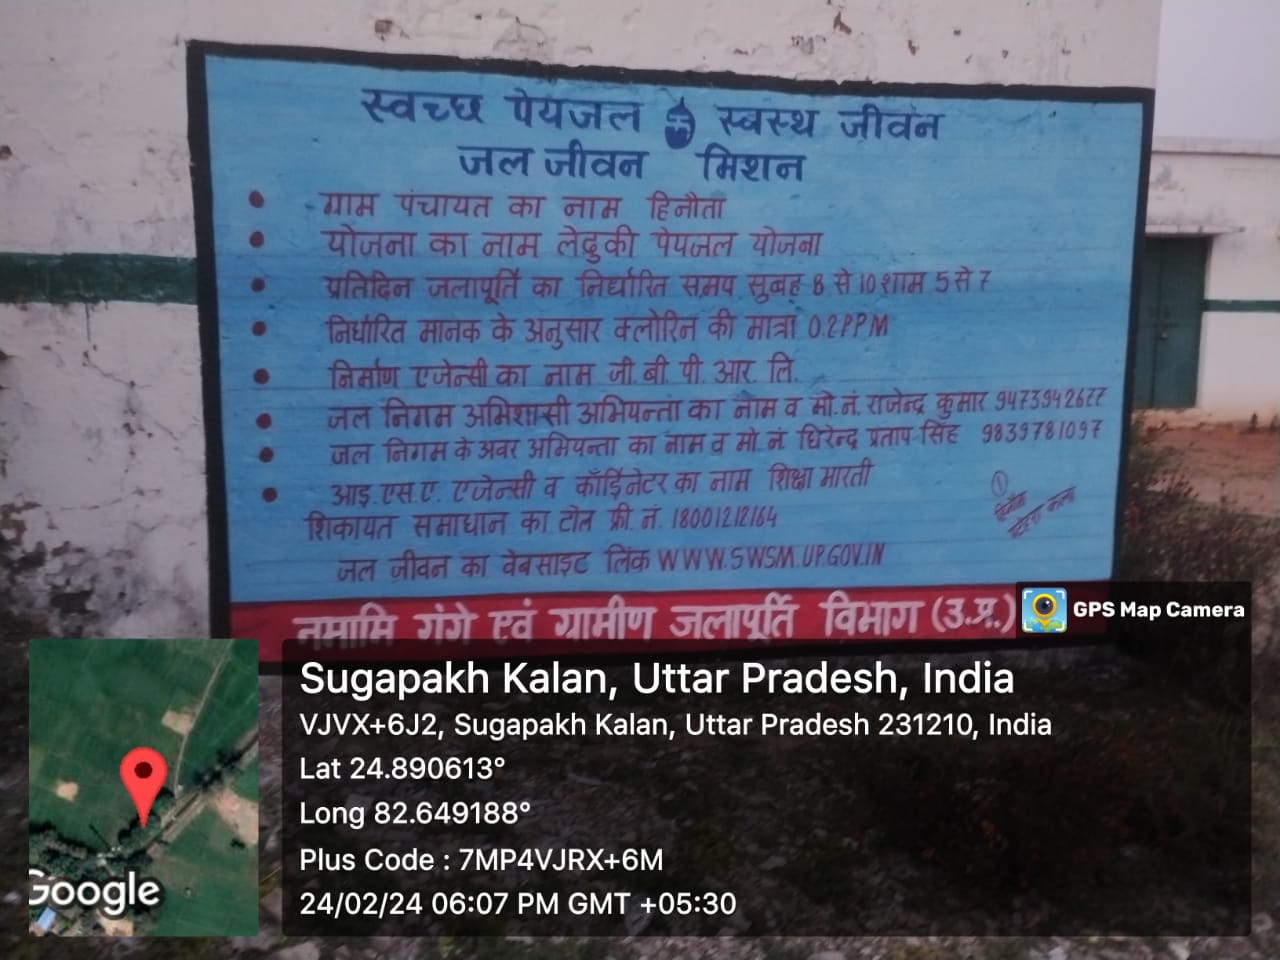 स्वच्छ पेयजल स्वस्थ जीवन
जल जीवन मिशन
ग्राम पंचायत का नाम हिनौता
योजना का नाम लेदुकी पेयजल योजना
प्रतिदिन जलापूर्ति का निर्धारित समय सुबह 8 से 10 शाम 5 से 7
निर्धारित मानक के अनुसार क्लोरिन की मात्रा 0.2PPM
निर्माण एजेन्सी का नाम जी. बी. पी. आर. लि.
जल निगम अभिशासी अभियन्ता का नाम व मो. नं. राजेन्द्र कुमार 9473942677
जल निगम के अवर अभियन्ता का नाम व मो. नं. धिरेन्द्र प्रताप सिंह 9839781097
आइ. एस. ए. एजेन्सी व कॉर्डिनेटर का नाम शिक्षा भारती
शिकायत समाधान का टोल फ्री. नं. 18001212164
जल जीवन का वेबसाइट लिंक WWW.SWSM.UP.GOV.IN
नमामि गंगे एवं ग्रामीण जलापूर्ति विभाग (उ.प्र.)
GPS Map Camera
Sugapakh Kalan, Uttar Pradesh, India
VJVX+6J2, Sugapakh Kalan, Uttar Pradesh 231210, India
Lat 24.890613°
Long 82.649188°
Plus Code : 7MP4VJRX+6M
24/02/24 06:07 PM GMT +05:30
Google